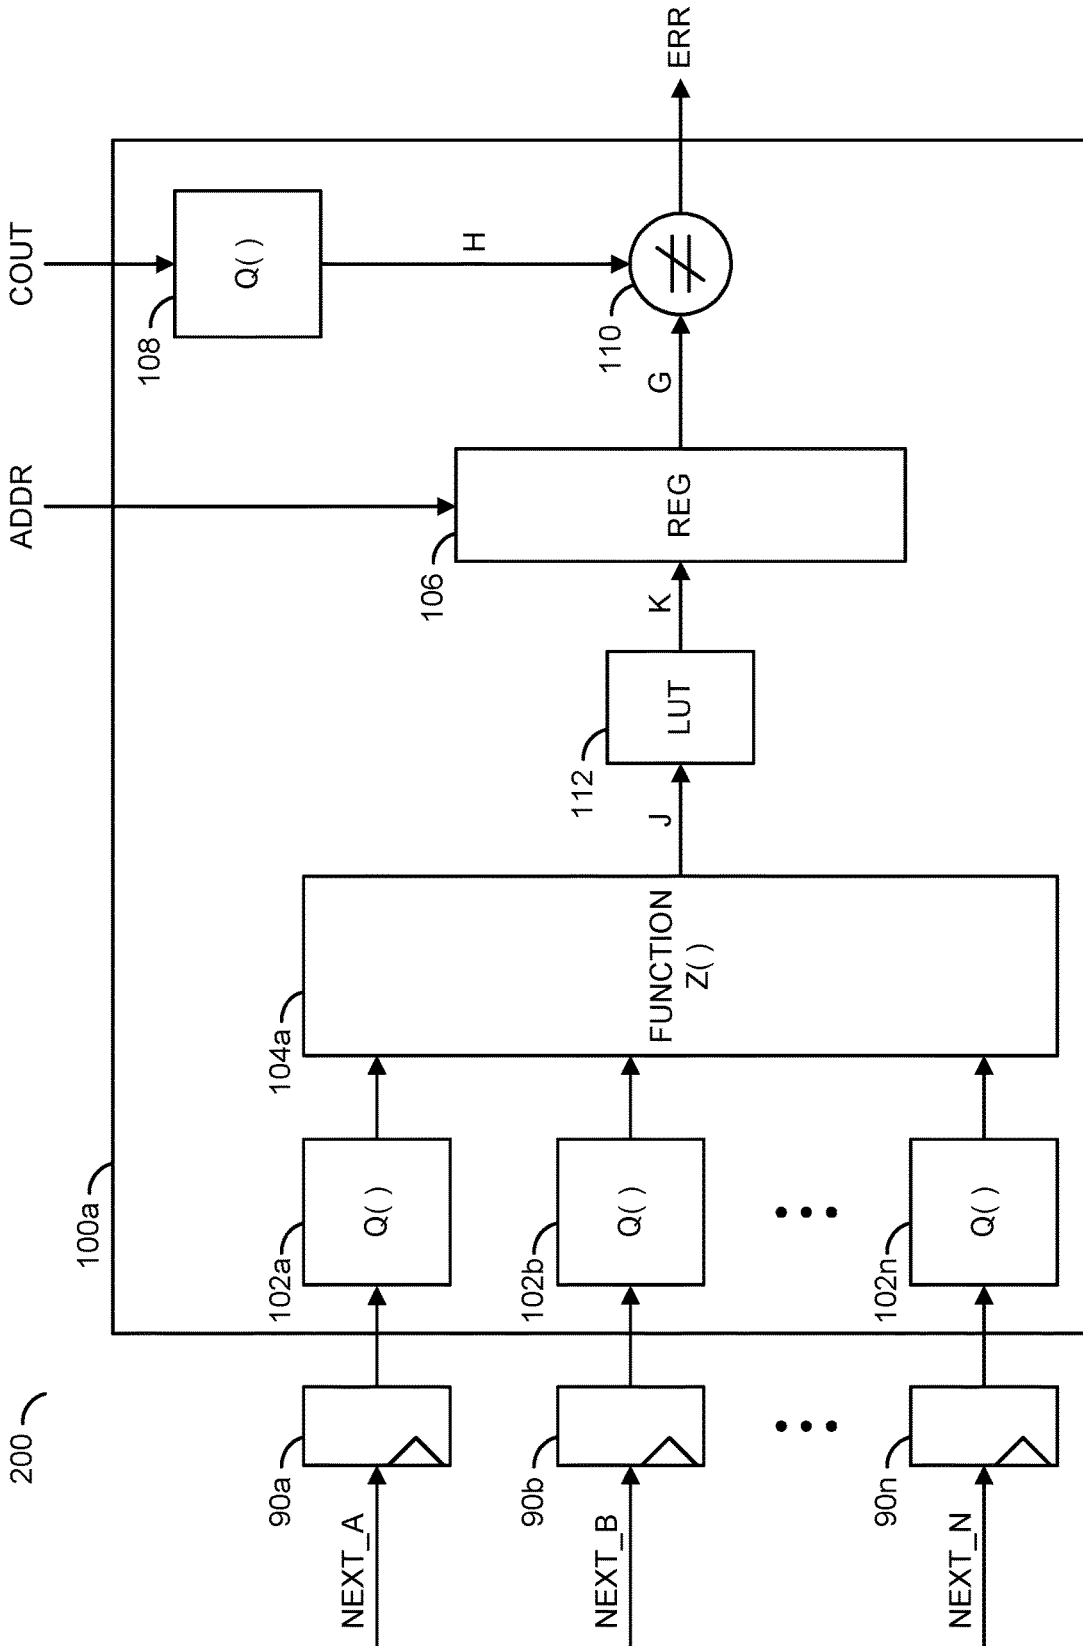 200
100a
NEXT_A
90a
102a
Q( )
NEXT_B
90b
102b
Q( )
NEXT_N
90n
102n
Q( )
104a
FUNCTION
Z( )
J
112
LUT
K
106
REG
ADDR
G
COUT
108
Q( )
H
110
ERR